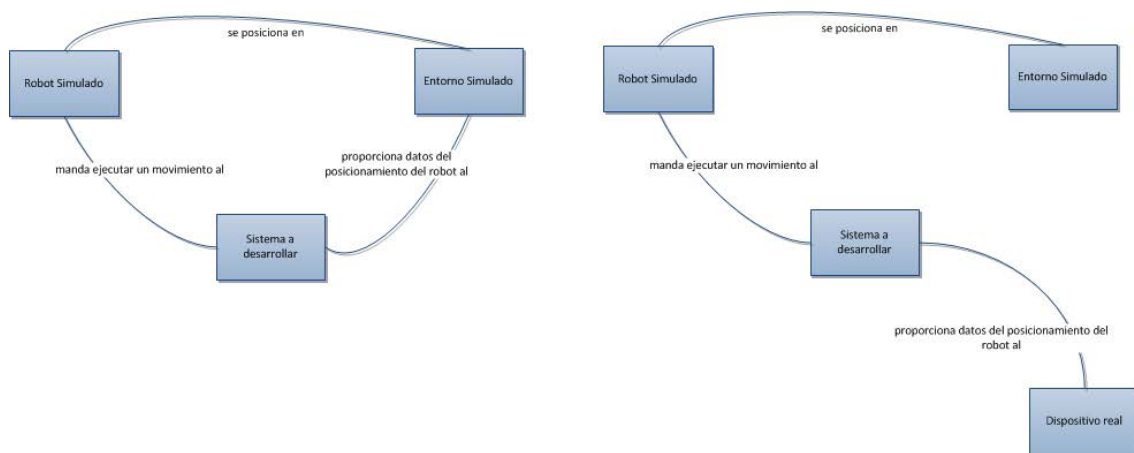 se posiciona en
Robot Simulado
Entorno Simulado
manda ejecutar un movimiento al
proporciona datos del
posicionamiento del robot al
Sistema a
desarrollar
se posiciona en
Robot Simulado
Entorno Simulado
manda ejecutar un movimiento al
Sistema a
desarrollar
proporciona datos del posicionamiento del
robot al
Dispositivo real